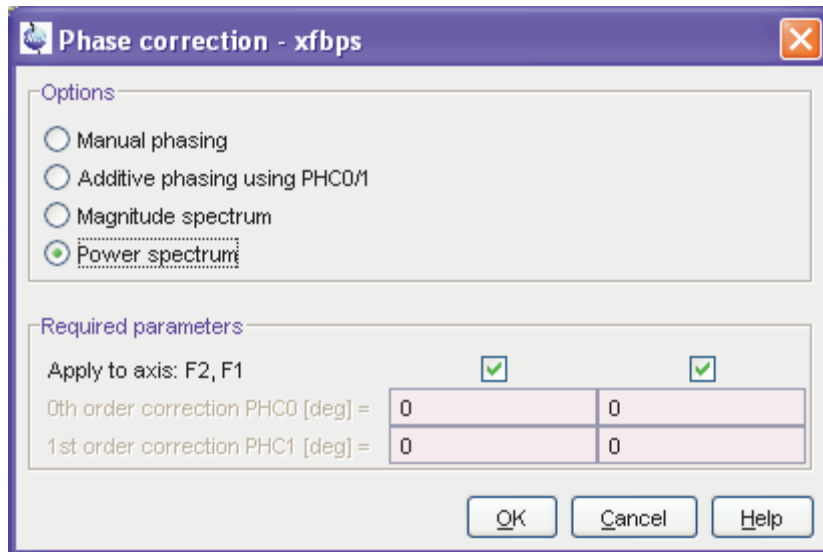 Phase correction - xfbps
Options
Manual phasing
Additive phasing using PHC0/1
Magnitude spectrum
Power spectrum
Required parameters
Apply to axis: F2, F1
0th order correction PHC0 [deg] = 0 0
1st order correction PHC1 [deg] = 0 0
OK Cancel Help